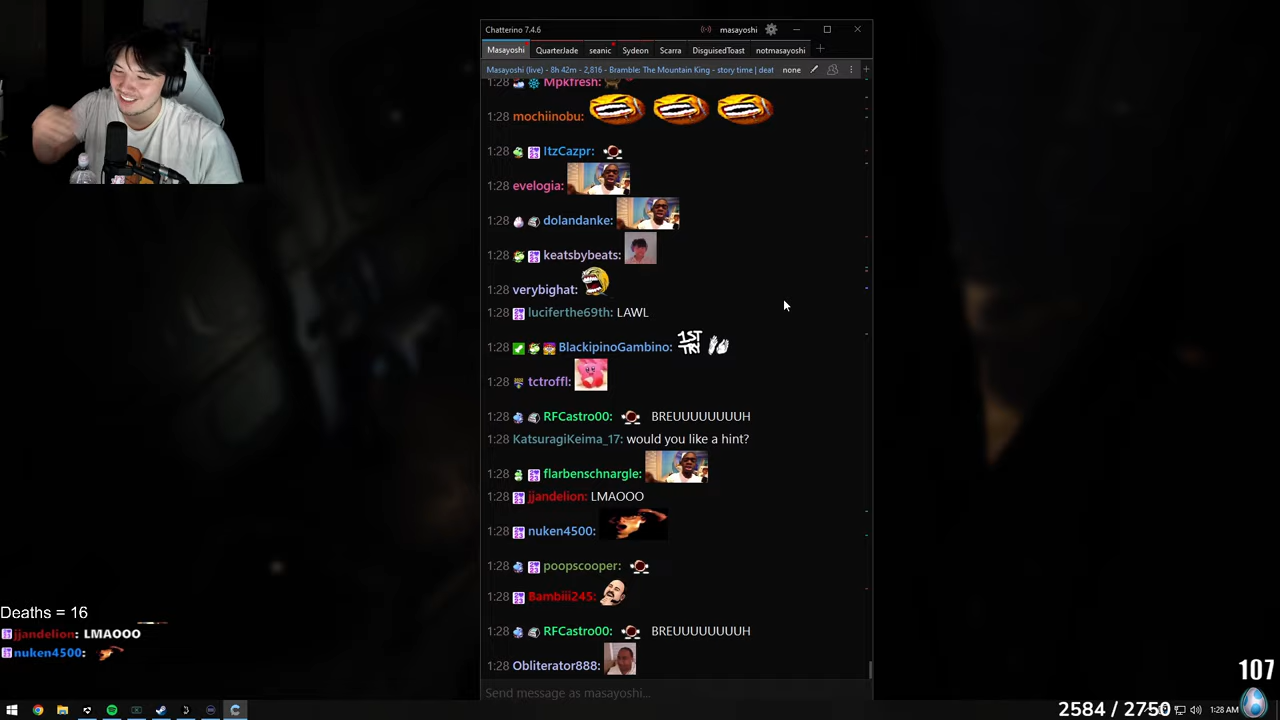 Chatterino 7.4.6
masayoshi
Masayoshi QuarterJade seanic Sydeon Scarra DisguisedToast notmasayoshi
Masayoshi (live) - 8h 42m - 2,816 - Bramble: The Mountain King - story time | deat none
1:28 Mpkfresh:
1:28 mochiinobu:
1:28 ItzCazpr:
1:28 evelogia:
1:28 dolandanke:
1:28 keatsbybeats:
1:28 verybighat:
1:28 luciferthe69th: LAWL
1:28 BlackipinoGambino: 1ST TRY
1:28 tctroffl:
1:28 RFCastro00: BREUUUUUUUUH
1:28 KatsuragiKeima_17: would you like a hint?
1:28 flarbenschnargle:
1:28 jjandelion: LMAOOO
1:28 nuken4500:
1:28 poopscooper:
1:28 Bambiii245:
1:28 RFCastro00: BREUUUUUUUUH
1:28 Obliterator888:
Send message as masayoshi...
Deaths = 16
jjandelion: LMAOOO
nuken4500:
107
2584 / 2750
1:28 AM